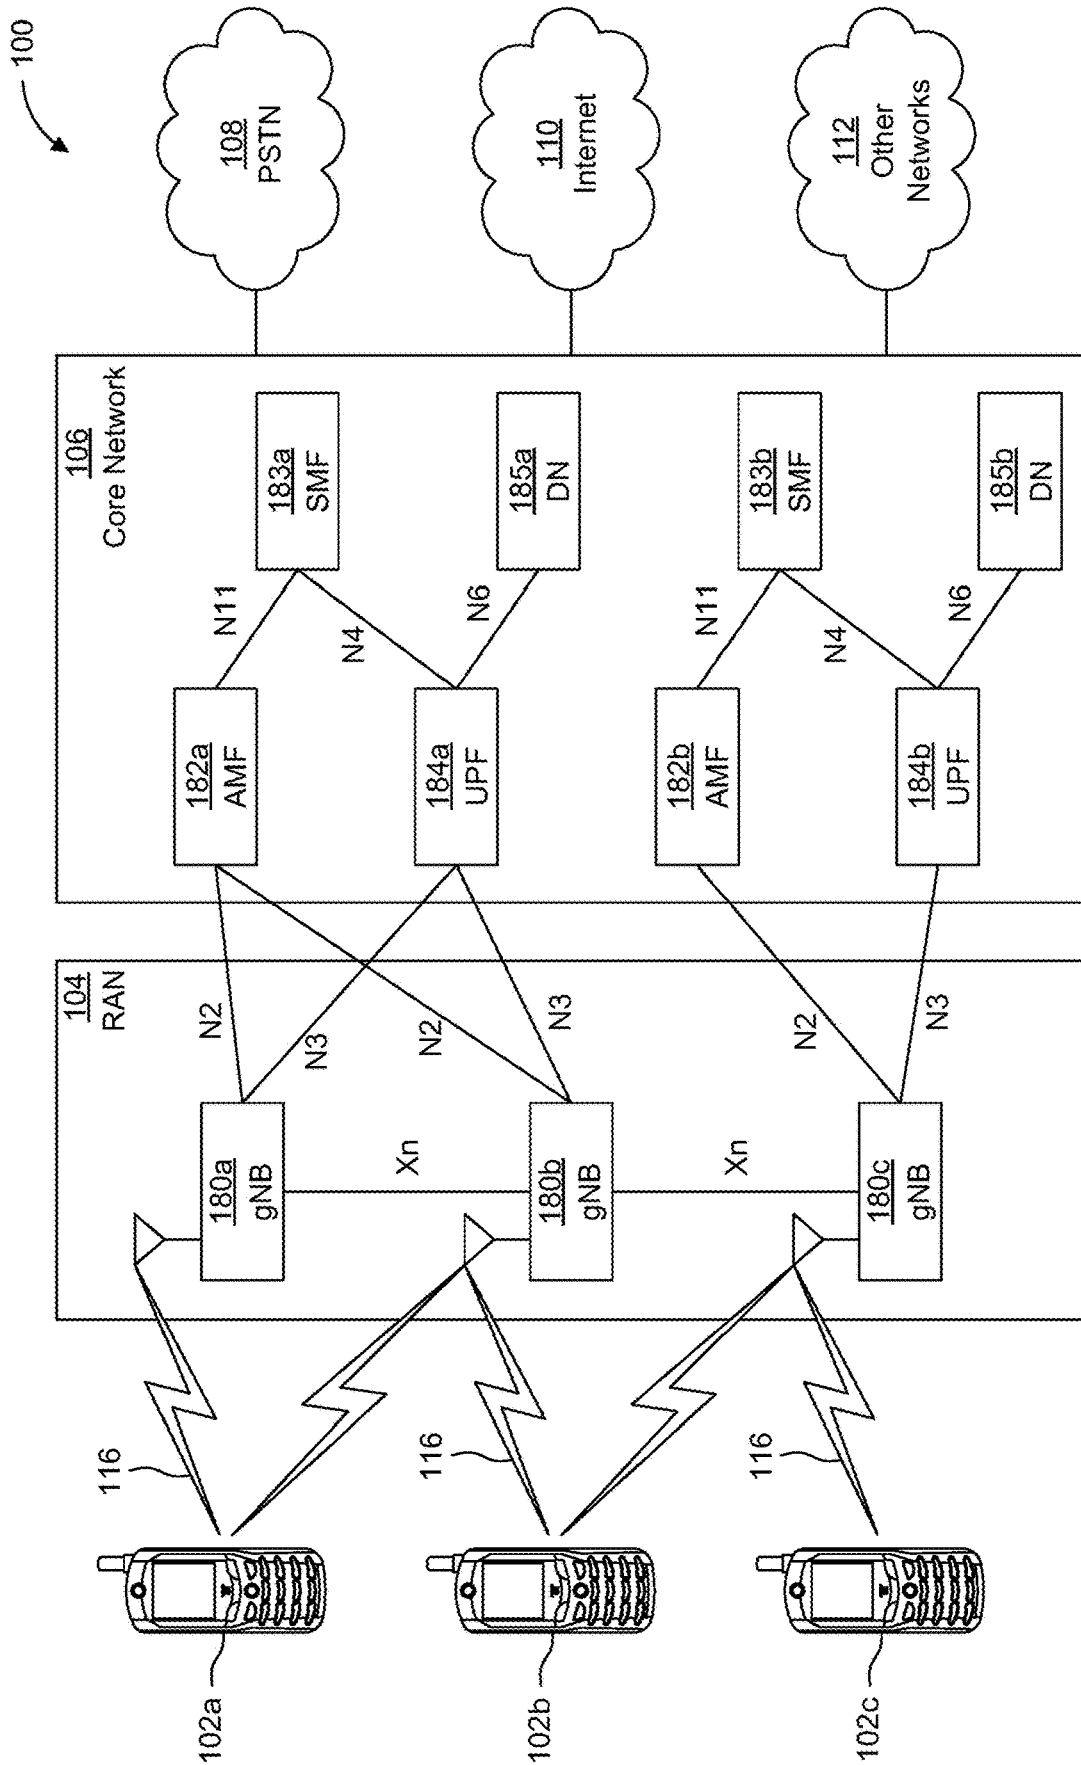 100
108
PSTN
110
Internet
112
Other
Networks
106
Core Network
183a
SMF
185a
DN
183b
SMF
185b
DN
N11
N4
N6
N11
N4
N6
182a
AMF
184a
UPF
182b
AMF
184b
UPF
104
RAN
N2
N3
N2
N3
N2
N3
180a
gNB
Xn
180b
gNB
Xn
180c
gNB
116
116
116
102a
102b
102c